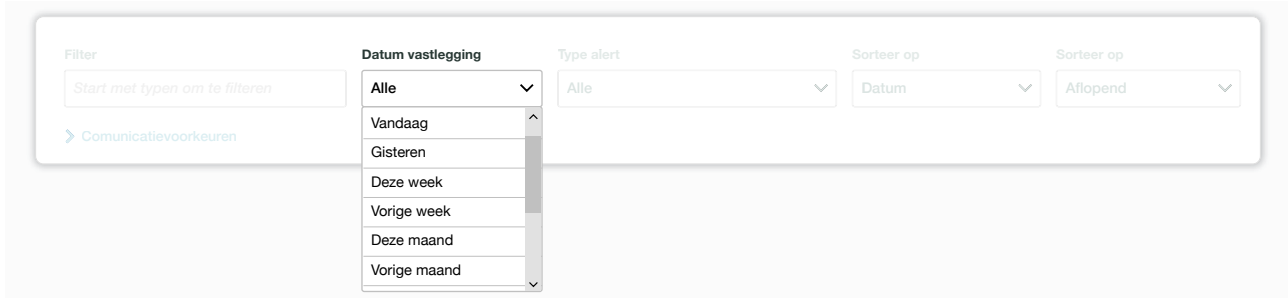 Filter
Datum vastlegging
Type alert
Sorteer op
Sorteer op
Start met typen om te filteren
Alle
Alle
Datum
Aflopend
Comunicatievoorkeuren
Vandaag
Gisteren
Deze week
Vorige week
Deze maand
Vorige maand